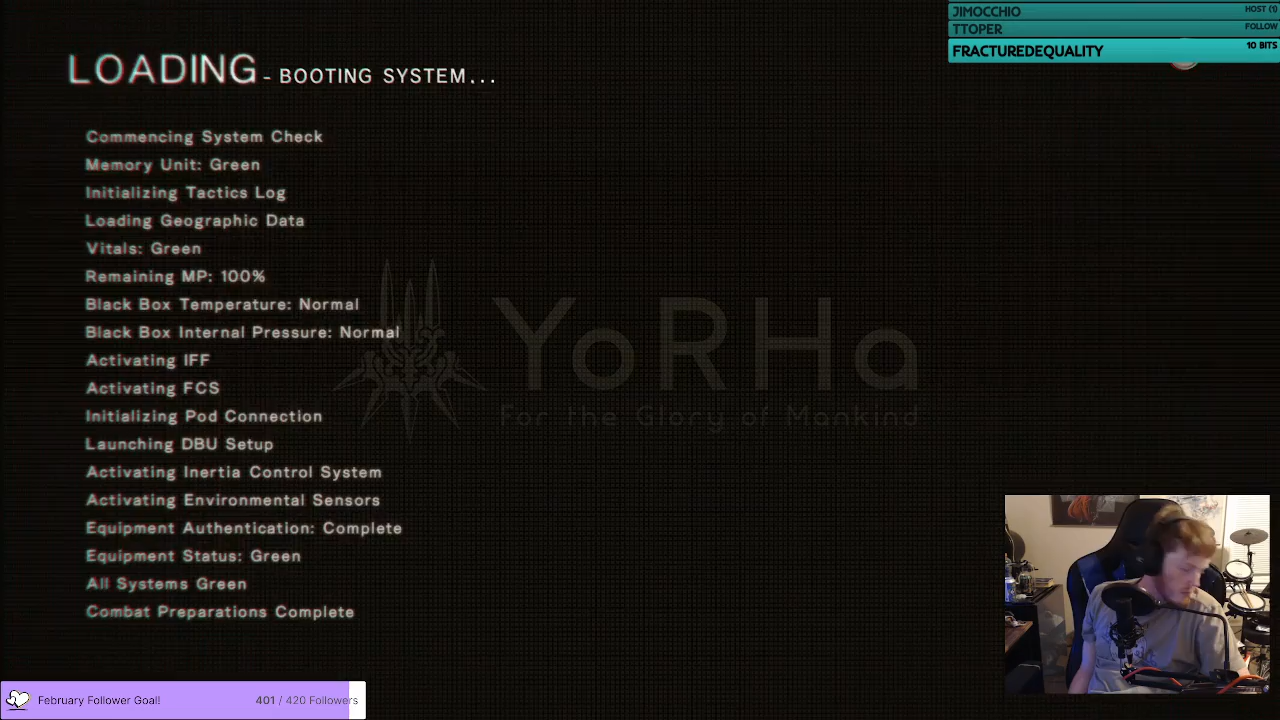 JIMOCCHIO HOST (1)
TTOPER FOLLOW
FRACTUREDEQUALITY 10 BITS
LOADING - BOOTING SYSTEM...
Commencing System Check
Memory Unit: Green
Initializing Tactics Log
Loading Geographic Data
Vitals: Green
Remaining MP: 100%
Black Box Temperature: Normal
Black Box Internal Pressure: Normal
Activating IFF
Activating FCS
Initializing Pod Connection
Launching DBU Setup
Activating Inertia Control System
Activating Environmental Sensors
Equipment Authentication: Complete
Equipment Status: Green
All Systems Green
Combat Preparations Complete
YoRHa
For the Glory of Mankind
February Follower Goal! 401 / 420 Followers